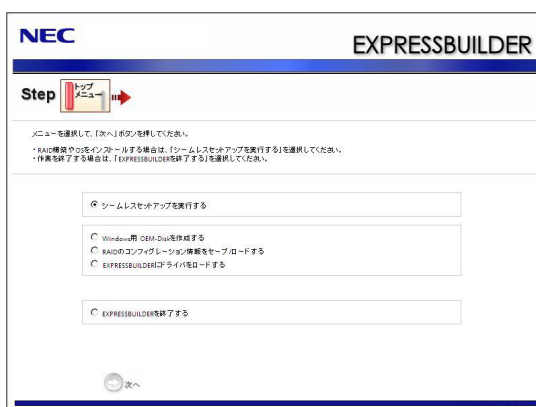 NEC
EXPRESSBUILDER
Step
トップ
メニュー
メニューを選択して、「次へ」ボタンを押してください。
・RAID構築やOSをインストールする場合は、「シームレスセットアップを実行する」を選択してください。
・作業を終了する場合は、「EXPRESSBUILDERを終了する」を選択してください。
シームレスセットアップを実行する
Windows用 OEM-Diskを作成する
RAIDのコンフィグレーション情報をセーブ/ロードする
EXPRESSBUILDERにドライバをロードする
EXPRESSBUILDERを終了する
次へ